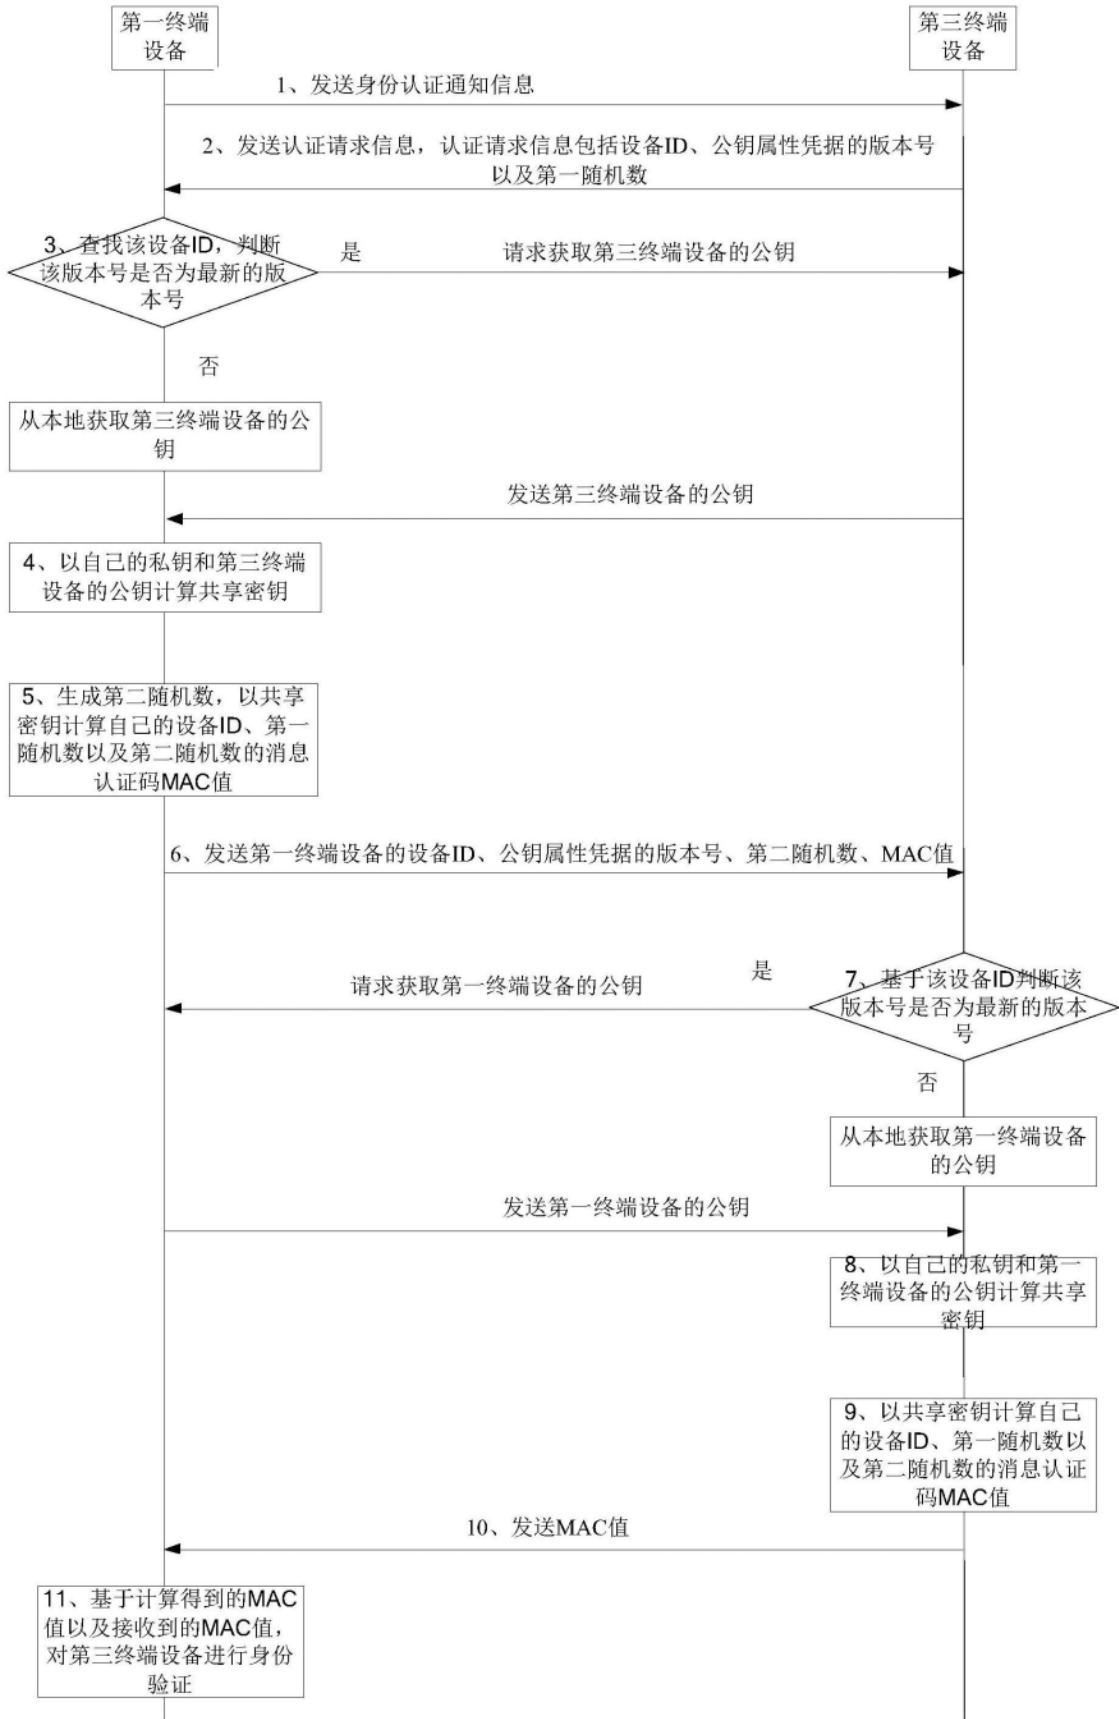 第一终端
设备
第三终端
设备
1、发送身份认证通知信息
2、发送认证请求信息，认证请求信息包括设备ID、公钥属性凭据的版本号
以及第一随机数
3、查找该设备ID，判断
该版本号是否为最新的版
本号
是
请求获取第三终端设备的公钥
否
从本地获取第三终端设备的公
钥
发送第三终端设备的公钥
4、以自己的私钥和第三终端
设备的公钥计算共享密钥
5、生成第二随机数，以共享
密钥计算自己的设备ID、第一
随机数以及第二随机数的消息
认证码MAC值
6、发送第一终端设备的设备ID、公钥属性凭据的版本号、第二随机数、MAC值
7、基于该设备ID判断该
版本号是否为最新的版本
号
是
请求获取第一终端设备的公钥
否
从本地获取第一终端设备
的公钥
发送第一终端设备的公钥
8、以自己的私钥和第一
终端设备的公钥计算共享
密钥
9、以共享密钥计算自己
的设备ID、第一随机数以
及第二随机数的消息认证
码MAC值
10、发送MAC值
11、基于计算得到的MAC
值以及接收到的MAC值，
对第三终端设备进行身份
验证